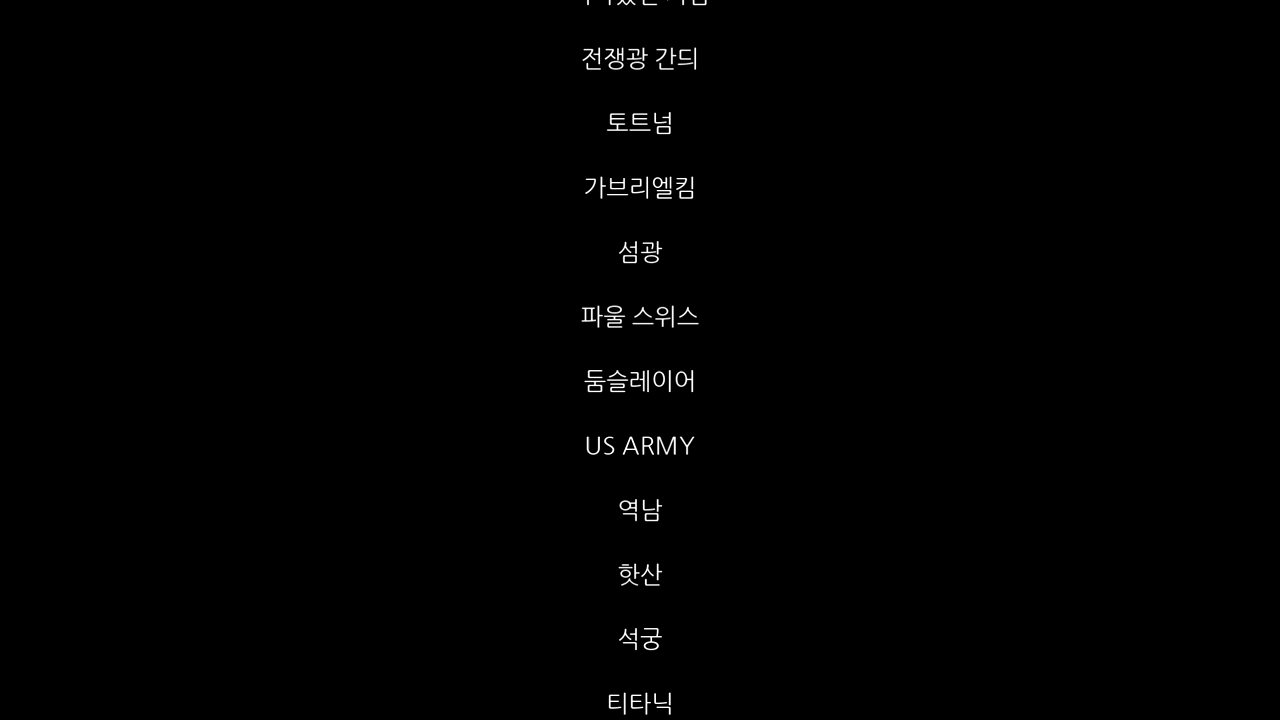 전쟁광 간듸
토트넘
가브리엘킴
섬광
파울 스위스
둠슬레이어
US ARMY
역남
핫산
석궁
티타닉